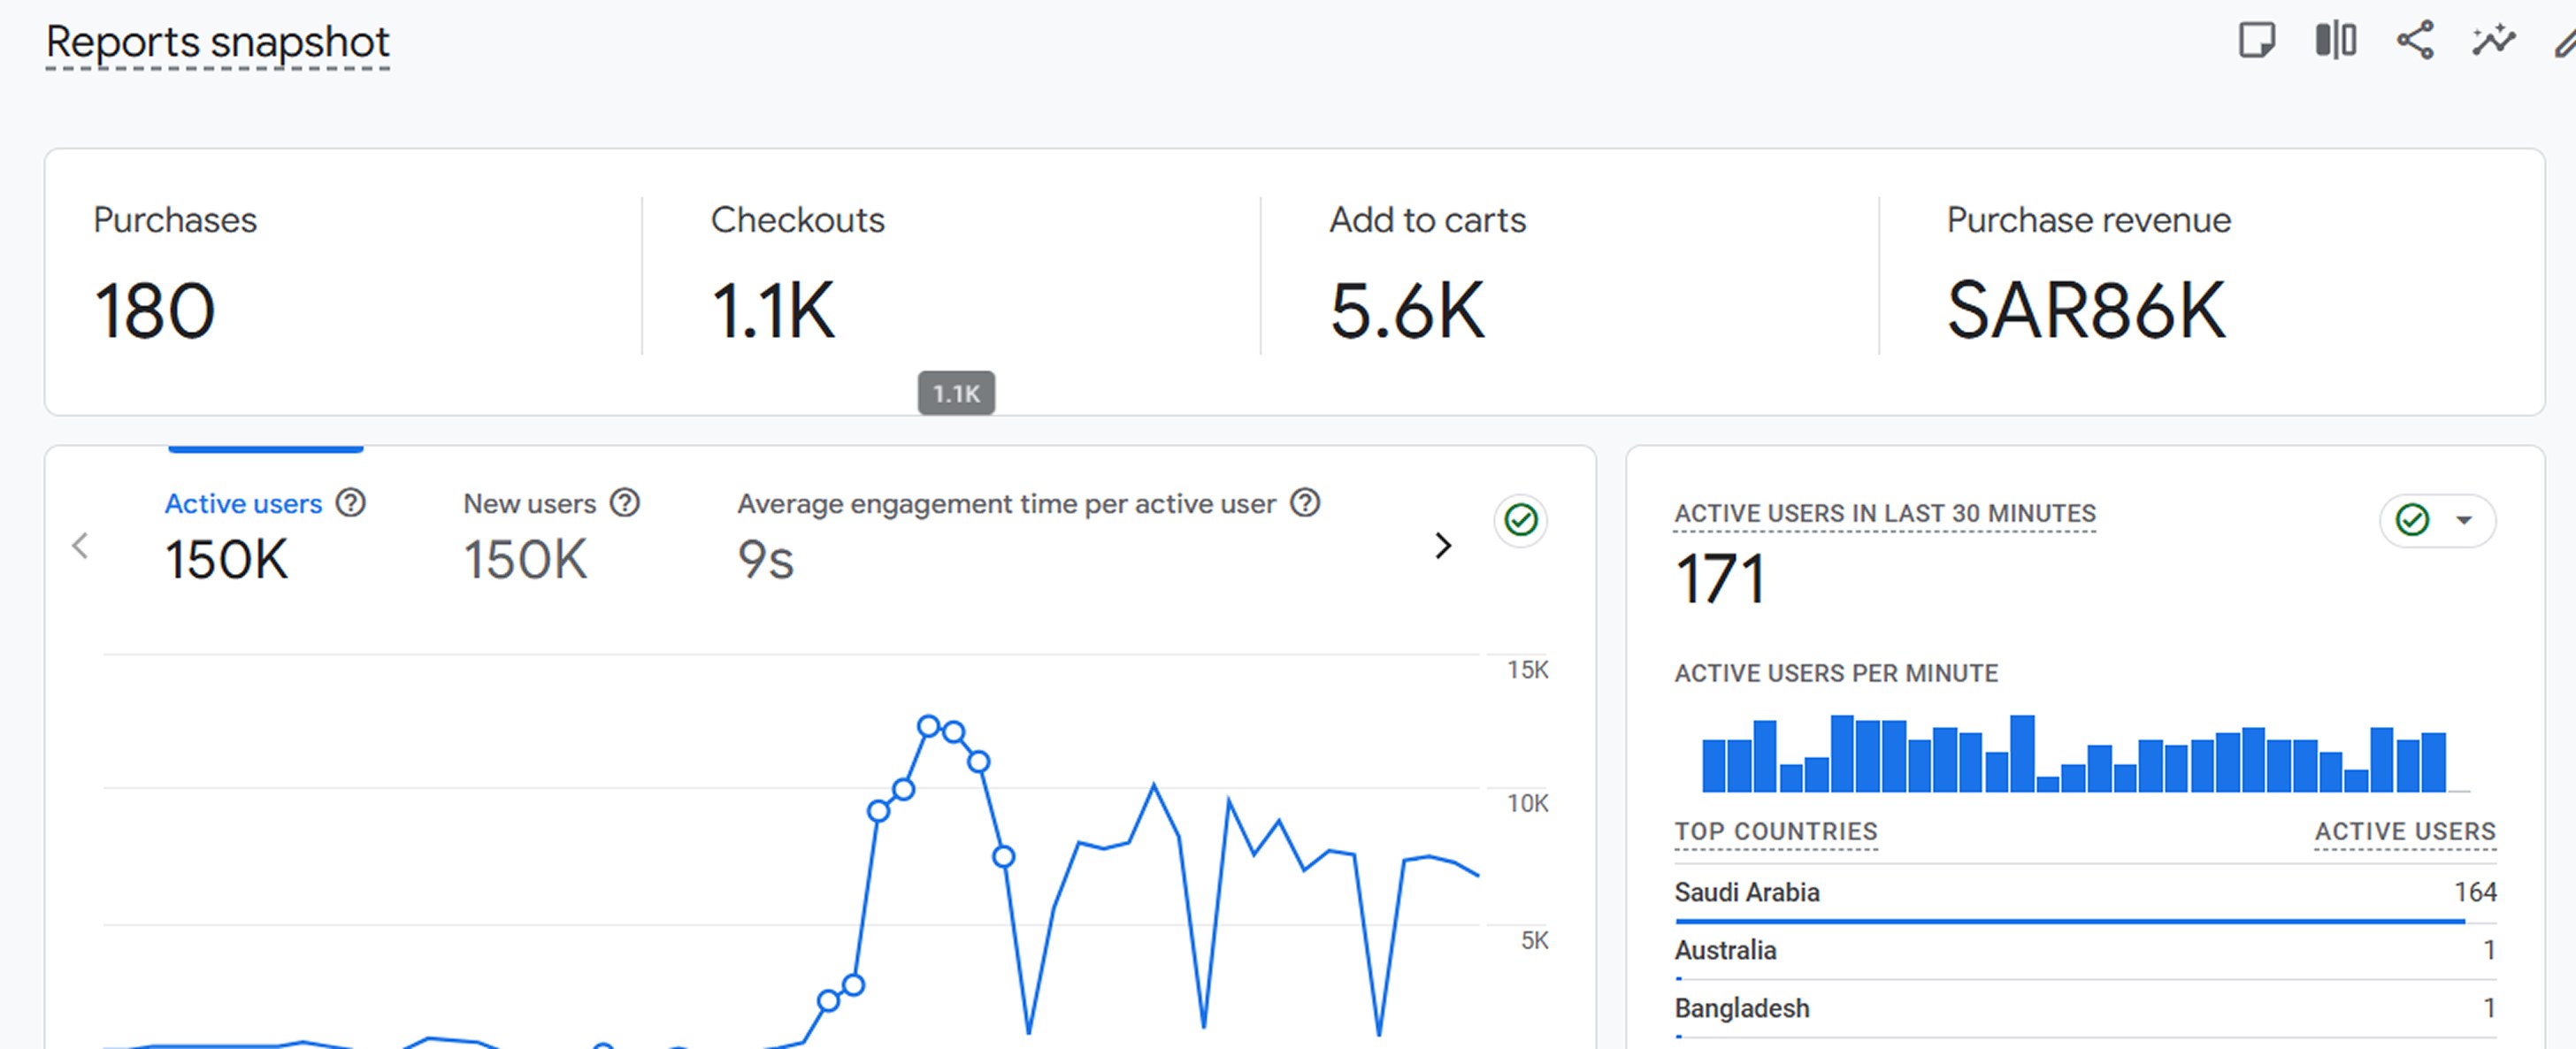 Reports snapshot
Purchases
180
Checkouts
1.1K
Add to carts
5.6K
Purchase revenue
SAR86K
1.1K
Active users
150K
New users
150K
Average engagement time per active user
9s
15K
10K
5K
ACTIVE USERS IN LAST 30 MINUTES
171
ACTIVE USERS PER MINUTE
TOP COUNTRIES ACTIVE USERS
Saudi Arabia 164
Australia 1
Bangladesh 1